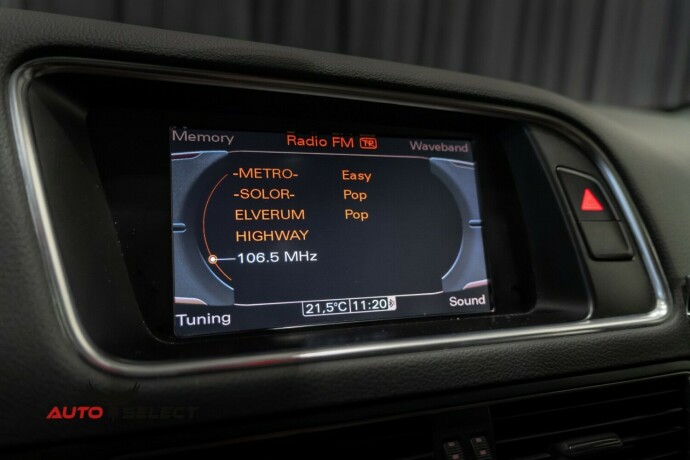 Memory Radio FM TP Waveband
-METRO- Easy
-SOLOR- Pop
ELVERUM Pop
HIGHWAY
106.5 MHz
21,5°C 11:20
Tuning Sound
AUTO SELECT